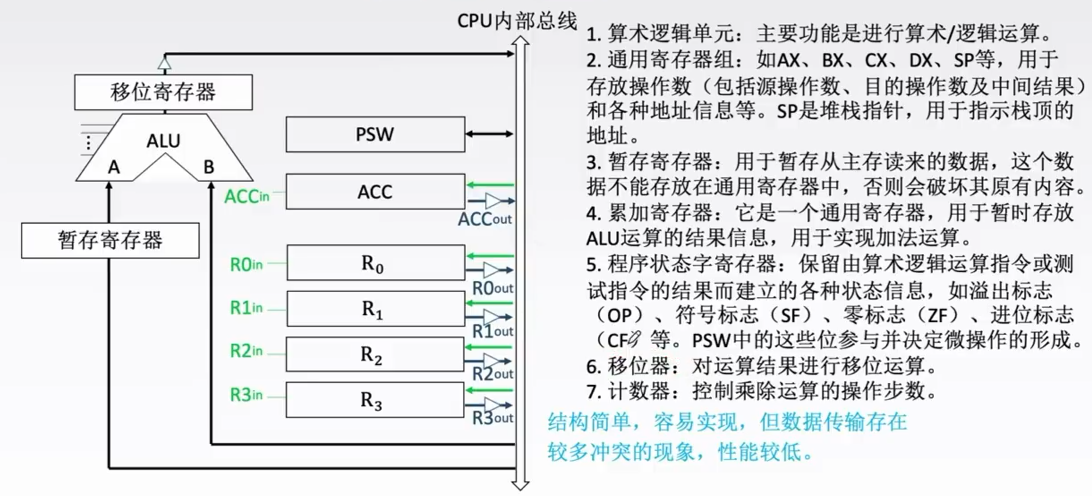 CPU内部总线
移位寄存器
ALU
A
B
暂存寄存器
PSW
ACCin
ACC
ACCout
R0in
R0
R0out
R1in
R1
R1out
R2in
R2
R2out
R3in
R3
R3out
1. 算术逻辑单元：主要功能是进行算术/逻辑运算。
2. 通用寄存器组：如AX、BX、CX、DX、SP等，用于
存放操作数（包括源操作数、目的操作数及中间结果）
和各种地址信息等。SP是堆栈指针，用于指示栈顶的
地址。
3. 暂存寄存器：用于暂存从主存读来的数据，这个数
据不能存放在通用寄存器中，否则会破坏其原有内容。
4. 累加寄存器：它是一个通用寄存器，用于暂时存放
ALU运算的结果信息，用于实现加法运算。
5. 程序状态字寄存器：保留由算术逻辑运算指令或测
试指令的结果而建立的各种状态信息，如溢出标志
（OP）、符号标志（SF）、零标志（ZF）、进位标志
（CF）等。PSW中的这些位参与并决定微操作的形成。
6. 移位器：对运算结果进行移位运算。
7. 计数器：控制乘除运算的操作步数。
结构简单，容易实现，但数据传输存在
较多冲突的现象，性能较低。